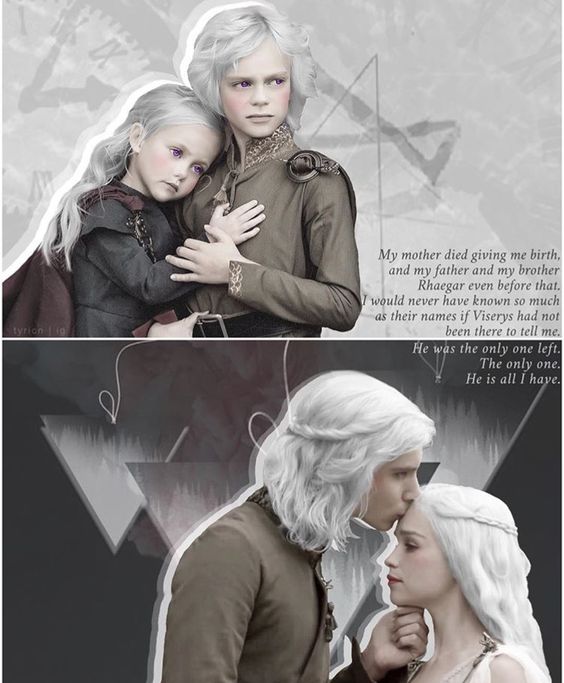 My mother died giving me birth,
and my father and my brother
Rhaegar even before that.
I would never have known so much
as their names if Viserys had not
been there to tell me.
tyrion | ig
He was the only one left.
The only one.
He is all I have.